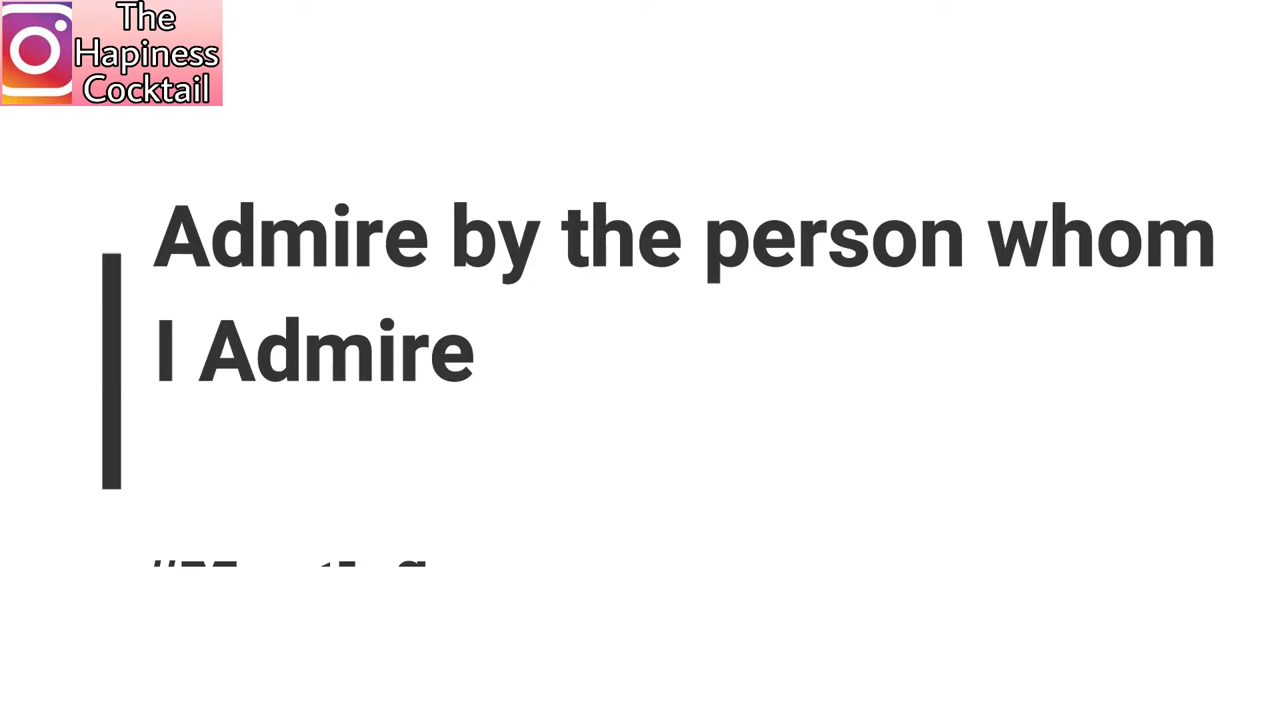 The
Hapiness
Cocktail
Admire by the person whom
I Admire